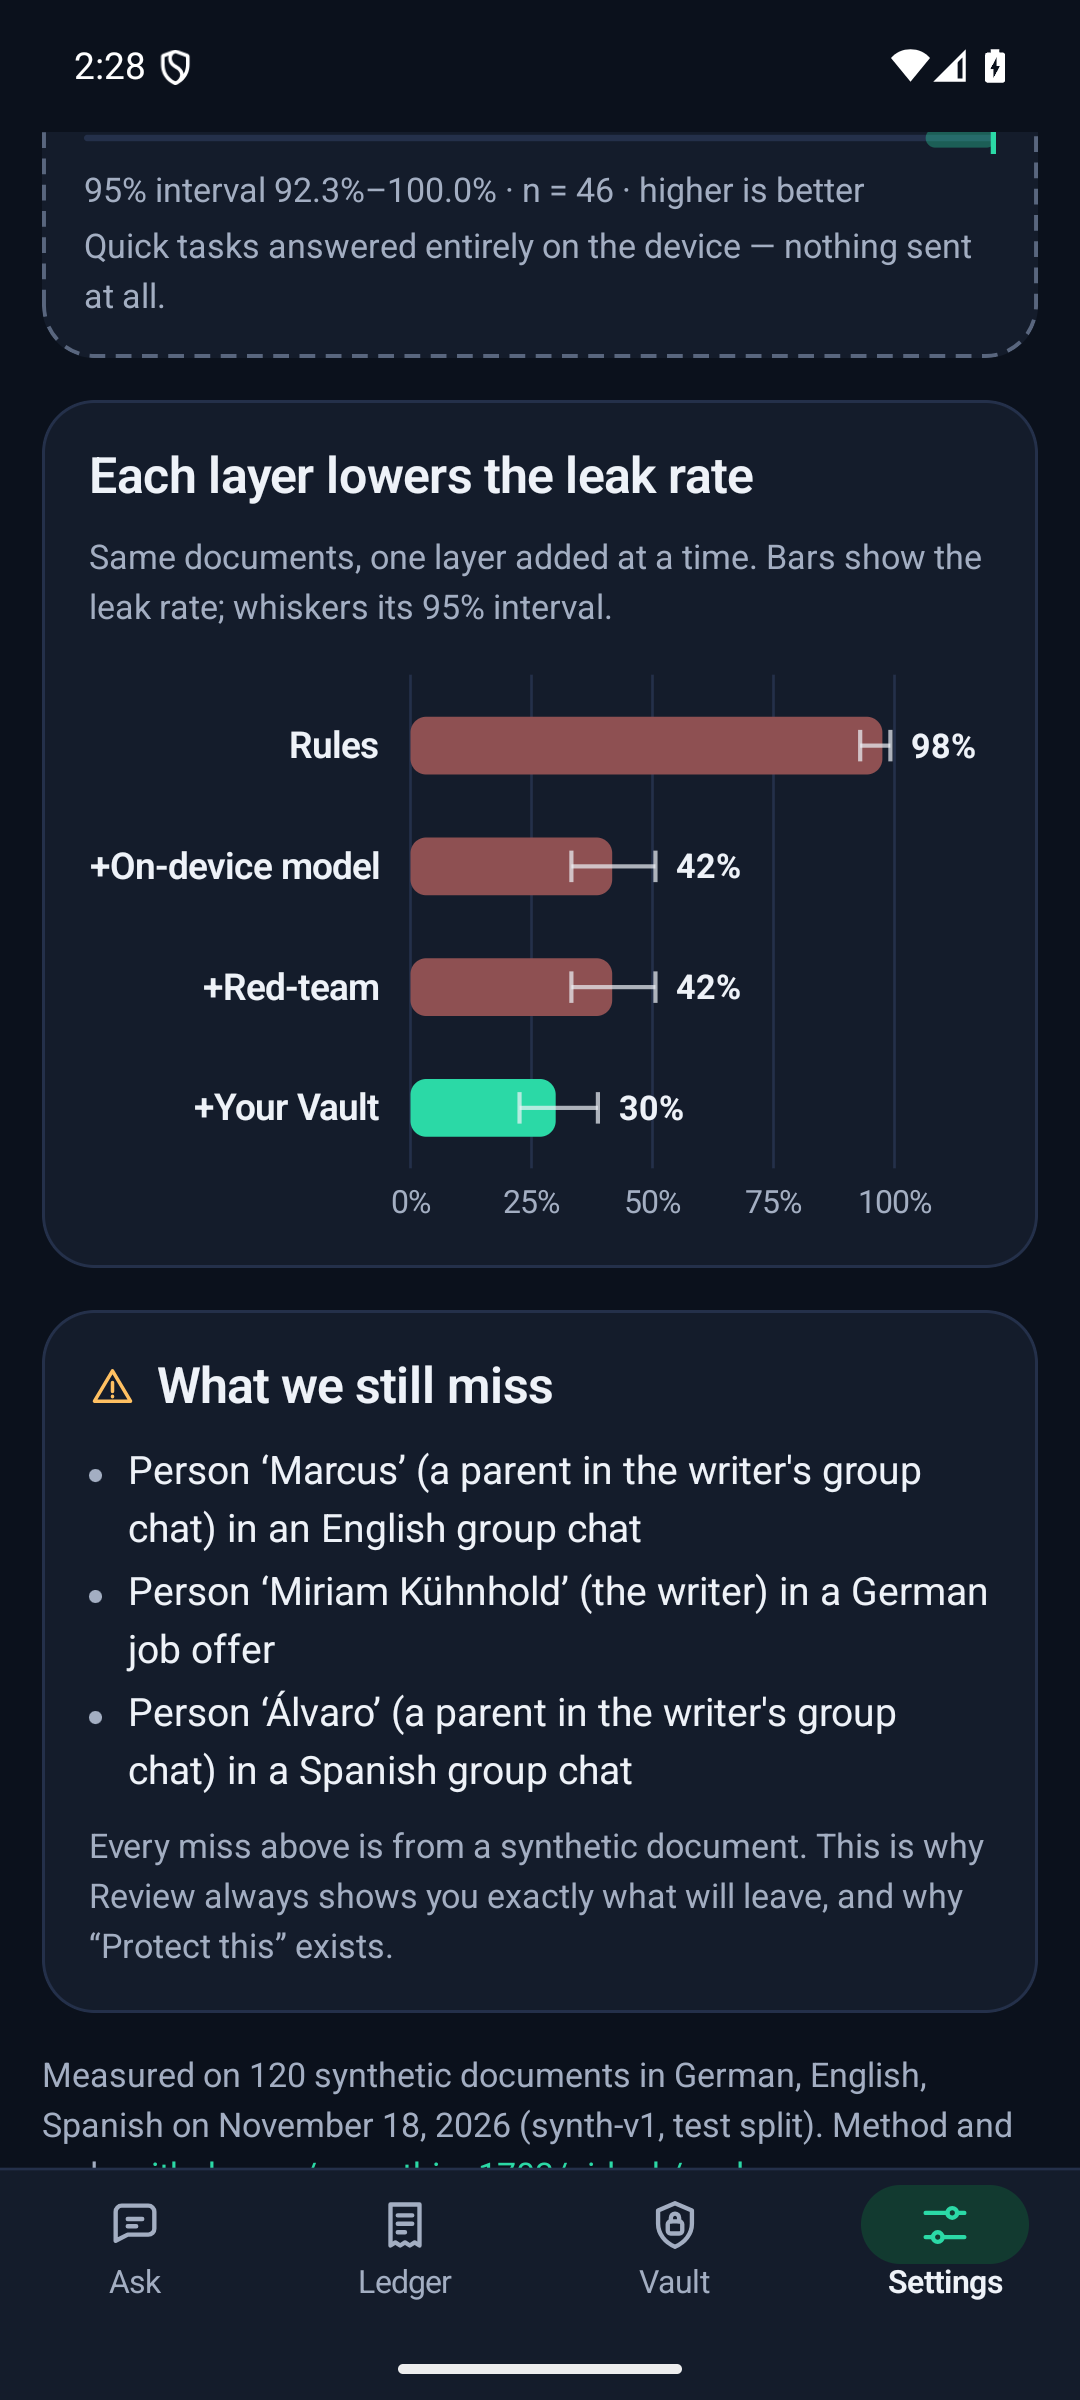 2:28
95% interval 92.3%–100.0% · n = 46 · higher is better
Quick tasks answered entirely on the device — nothing sent
at all.
Each layer lowers the leak rate
Same documents, one layer added at a time. Bars show the
leak rate; whiskers its 95% interval.
Rules 98%
+On-device model 42%
+Red-team 42%
+Your Vault 30%
0% 25% 50% 75% 100%
What we still miss
• Person ‘Marcus’ (a parent in the writer's group
chat) in an English group chat
• Person ‘Miriam Kühnhold’ (the writer) in a German
job offer
• Person ‘Álvaro’ (a parent in the writer's group
chat) in a Spanish group chat
Every miss above is from a synthetic document. This is why
Review always shows you exactly what will leave, and why
“Protect this” exists.
Measured on 120 synthetic documents in German, English,
Spanish on November 18, 2026 (synth-v1, test split). Method and
Ask Ledger Vault Settings